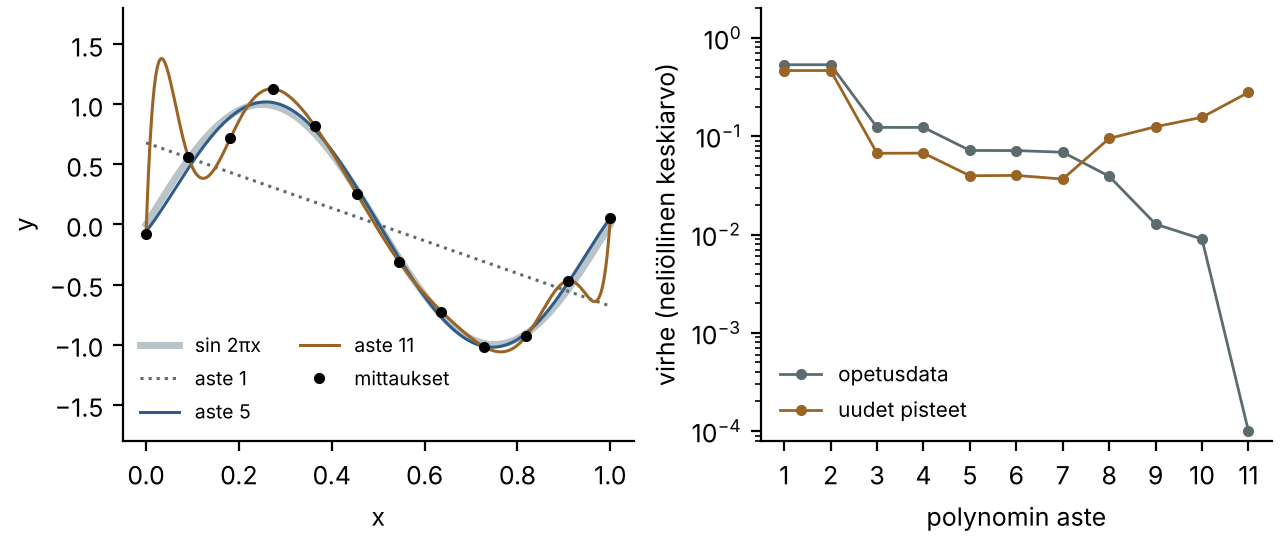 1.5
1.0
0.5
0.0
−0.5
−1.0
−1.5
y
sin 2πx
aste 1
aste 5
aste 11
mittaukset
0.0 0.2 0.4 0.6 0.8 1.0
x
10⁰
10⁻¹
10⁻²
10⁻³
10⁻⁴
virhe (neliöllinen keskiarvo)
opetusdata
uudet pisteet
1 2 3 4 5 6 7 8 9 10 11
polynomin aste